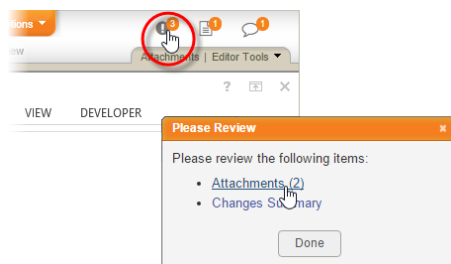 ions
3 1 1
ew
Attachments | Editor Tools
?
VIEW DEVELOPER
Please Review
Please review the following items:
Attachments (2)
Changes Summary
Done